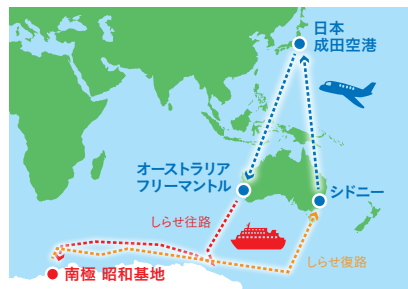 日本
成田空港
オーストラリア
フリーマントル
シドニー
しらせ往路
しらせ復路
南極 昭和基地